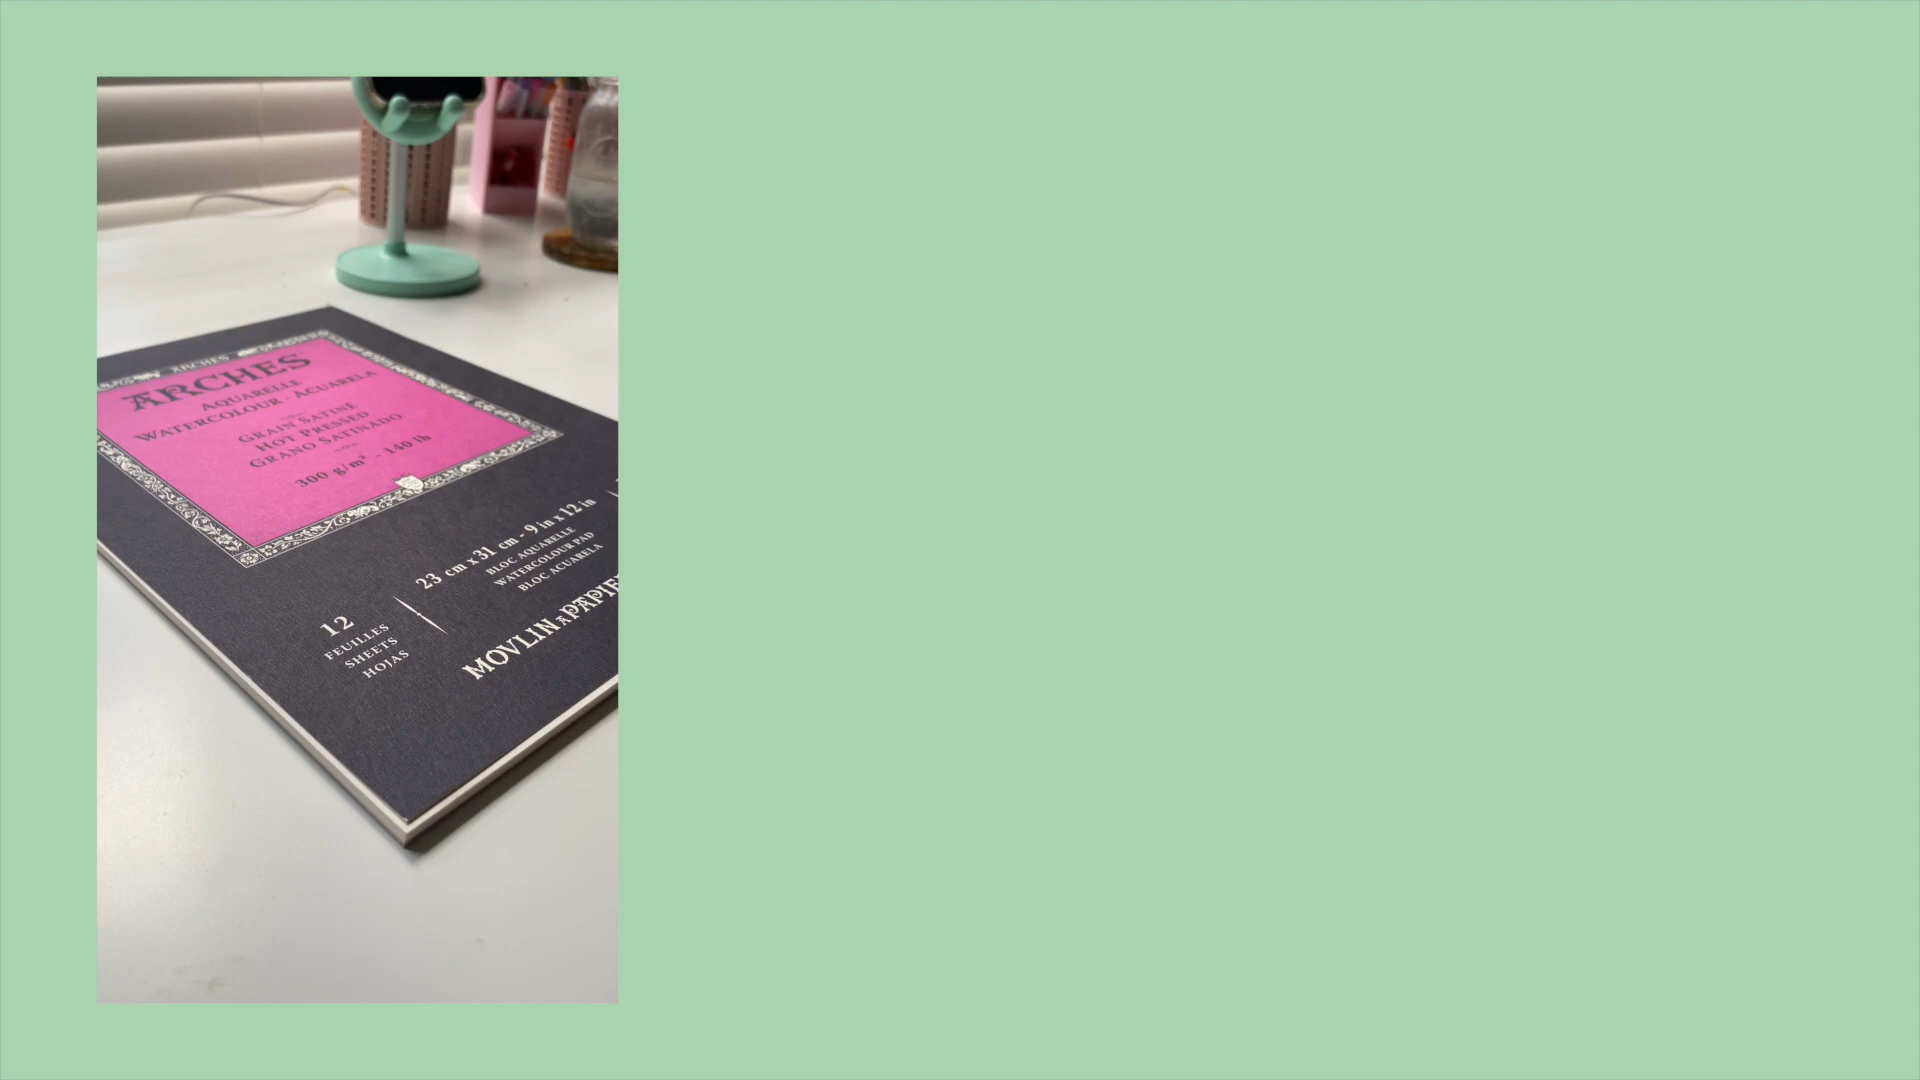 ARCHES
ARCHES
AQUARELLE
WATERCOLOUR - ACUARELA
GRAIN SATINÉ
HOT PRESSED
GRANO SATINADO
300 g/m² - 140 lb
23 cm x 31 cm - 9 in x 12 in
BLOC AQUARELLE
WATERCOLOUR PAD
BLOC ACUARELA
12
FEUILLES
SHEETS
HOJAS
MOVLIN A